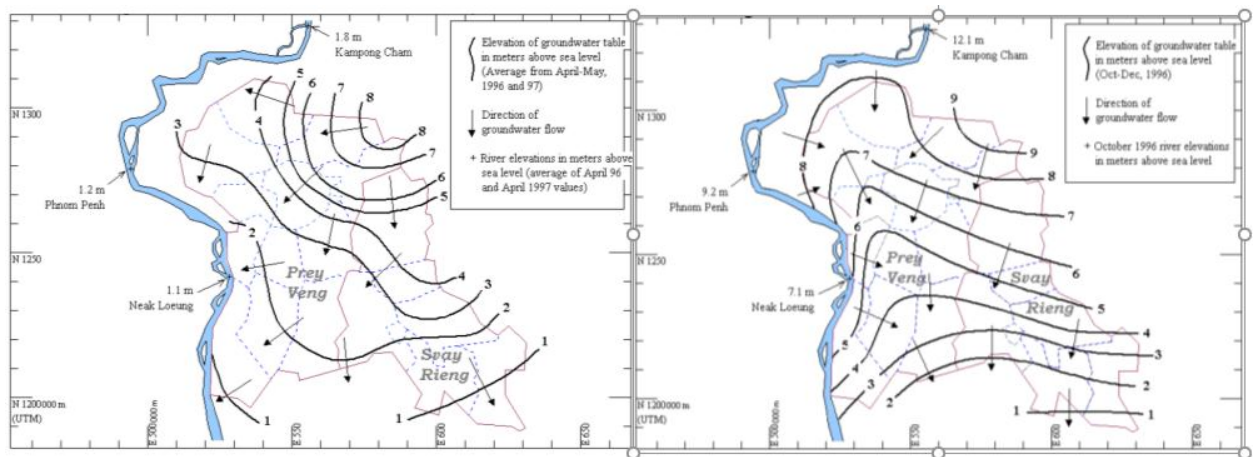 1.8 m
Kampong Cham
Elevation of groundwater table
in meters above sea level
(Average from April-May,
1996 and 97)
Direction of
groundwater flow
+ River elevations in meters above
sea level (average of April 96
and April 1997 values)
N 1300
5
6
7
8
3
4
8
7
6
5
1.2 m
Phnom Penh
N 1250
2
Prey
Veng
4
3
2
1.1 m
Neak Loeung
1
Svay
Rieng
1
1
N 1200000 m
(UTM)
E 500000 m
E 550
E 600
E 650
12.1 m
Kampong Cham
Elevation of groundwater table
in meters above sea level
(Oct-Dec, 1996)
Direction of
groundwater flow
+ October 1996 river elevations
in meters above sea level
N 1300
9
9
8
8
7
7
9.2 m
Phnom Penh
6
N 1250
Prey
Veng
Svay
Rieng
6
5
7.1 m
Neak Loeung
5
4
3
2
4
3
2
1
1
N 1200000 m
(UTM)
E 500000 m
E 550
E 600
E 650